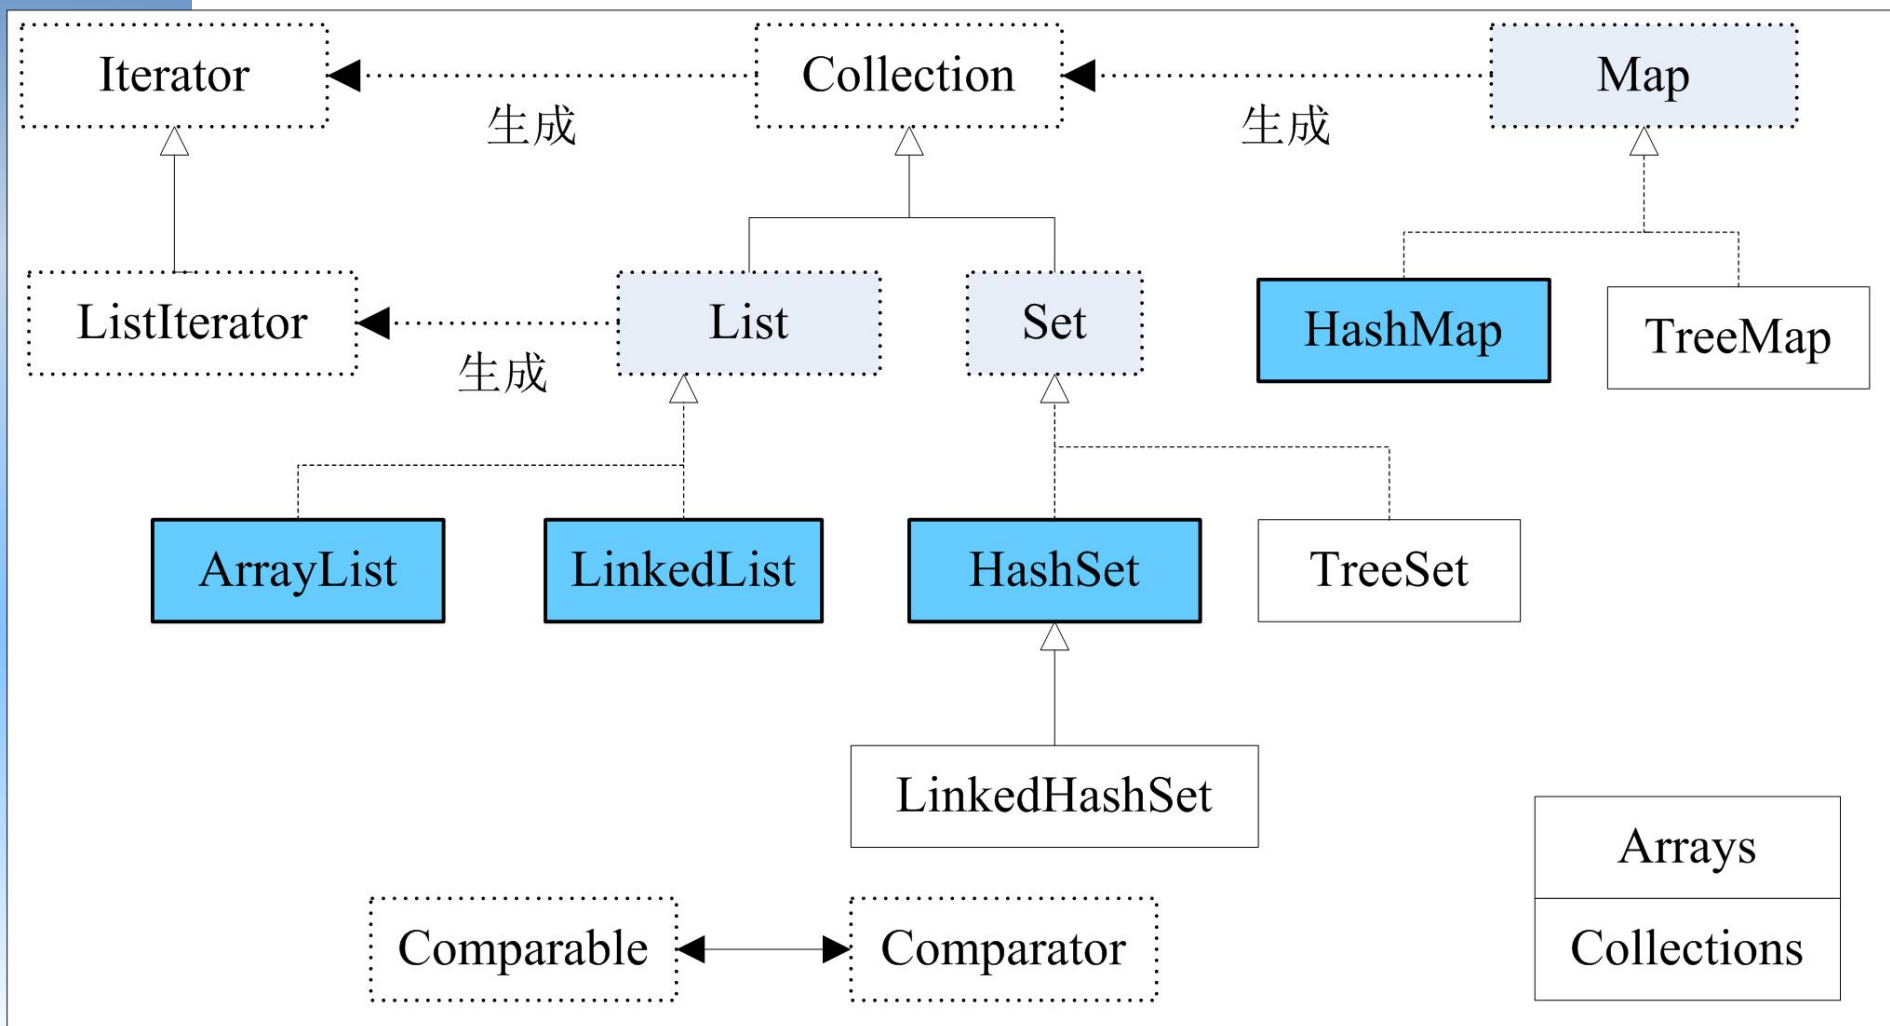 Iterator
Collection
Map
生成
生成
ListIterator
List
Set
HashMap
TreeMap
生成
ArrayList
LinkedList
HashSet
TreeSet
LinkedHashSet
Arrays
Comparable
Comparator
Collections